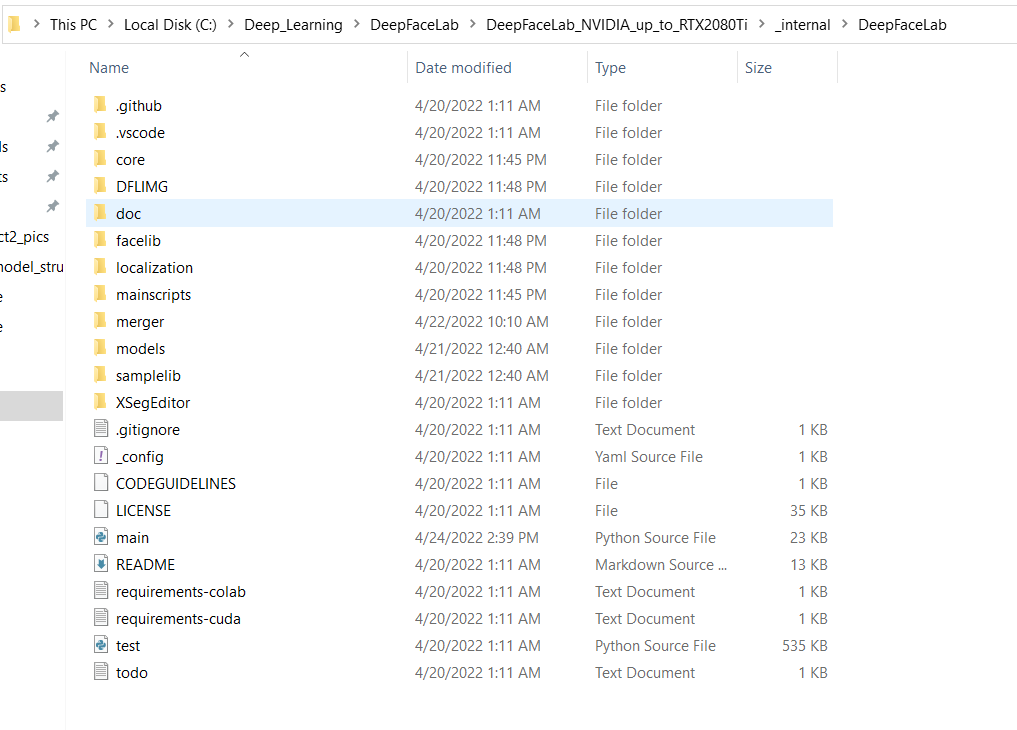 This PC > Local Disk (C:) > Deep_Learning > DeepFaceLab > DeepFaceLab_NVIDIA_up_to_RTX2080Ti > _internal > DeepFaceLab
Name Date modified Type Size
s
.github 4/20/2022 1:11 AM File folder
.vscode 4/20/2022 1:11 AM File folder
ls
core 4/20/2022 11:45 PM File folder
ts
DFLIMG 4/20/2022 11:48 PM File folder
doc 4/20/2022 1:11 AM File folder
ct2_pics
facelib 4/20/2022 11:48 PM File folder
model_stru
localization 4/20/2022 11:48 PM File folder
e
mainscripts 4/20/2022 11:45 PM File folder
e
merger 4/22/2022 10:10 AM File folder
models 4/21/2022 12:40 AM File folder
samplelib 4/21/2022 12:40 AM File folder
XSegEditor 4/20/2022 1:11 AM File folder
.gitignore 4/20/2022 1:11 AM Text Document 1 KB
_config 4/20/2022 1:11 AM Yaml Source File 1 KB
CODEGUIDELINES 4/20/2022 1:11 AM File 1 KB
LICENSE 4/20/2022 1:11 AM File 35 KB
main 4/24/2022 2:39 PM Python Source File 23 KB
README 4/20/2022 1:11 AM Markdown Source ... 13 KB
requirements-colab 4/20/2022 1:11 AM Text Document 1 KB
requirements-cuda 4/20/2022 1:11 AM Text Document 1 KB
test 4/20/2022 1:11 AM Python Source File 535 KB
todo 4/20/2022 1:11 AM Text Document 1 KB